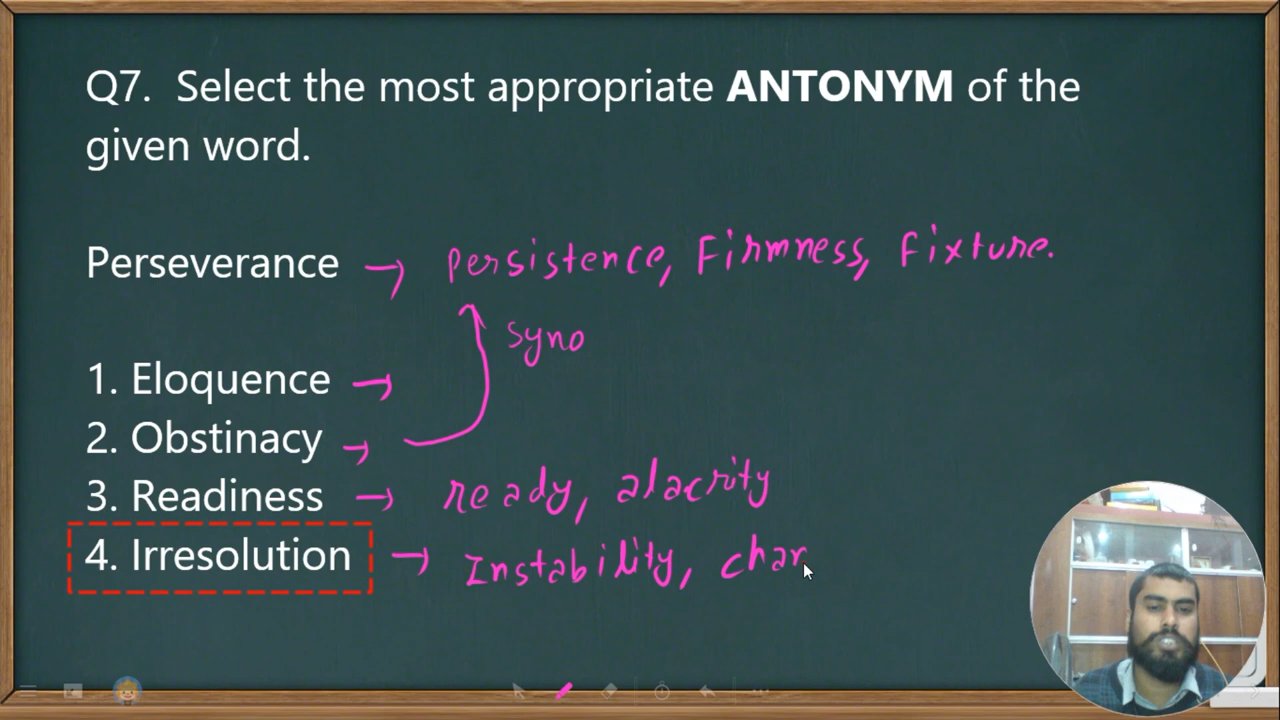 Q7. Select the most appropriate ANTONYM of the
given word.
Perseverance → Persistence, Firmness, Fixture.
syno
1. Eloquence →
2. Obstinacy →
3. Readiness → ready, alacrity
4. Irresolution → Instability, chan